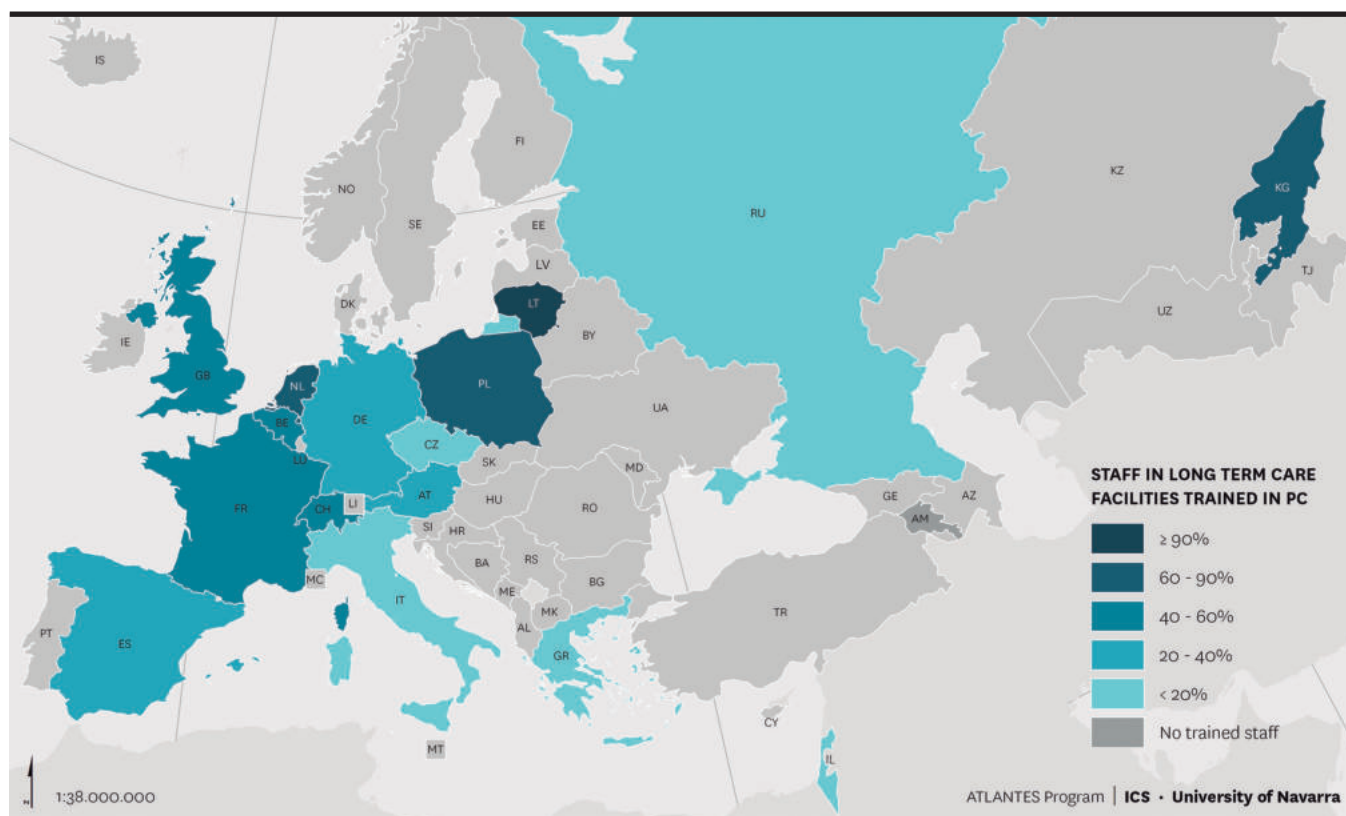 IS
FI
NO
SE
KZ
KG
RU
EE
LV
TJ
DK
LT
UZ
IE
BY
GB
NL
PL
BE
DE
UA
CZ
LU
SK
MD
FR
AT
HU
CH
LI
RO
SI
HR
BA
RS
MC
IT
ME
BG
MK
PT
ES
AL
GR
GE
AZ
AM
TR
CY
MT
IL
STAFF IN LONG TERM CARE
FACILITIES TRAINED IN PC
≥ 90%
60 - 90%
40 - 60%
20 - 40%
< 20%
No trained staff
N
1:38.000.000
ATLANTES Program | ICS · University of Navarra